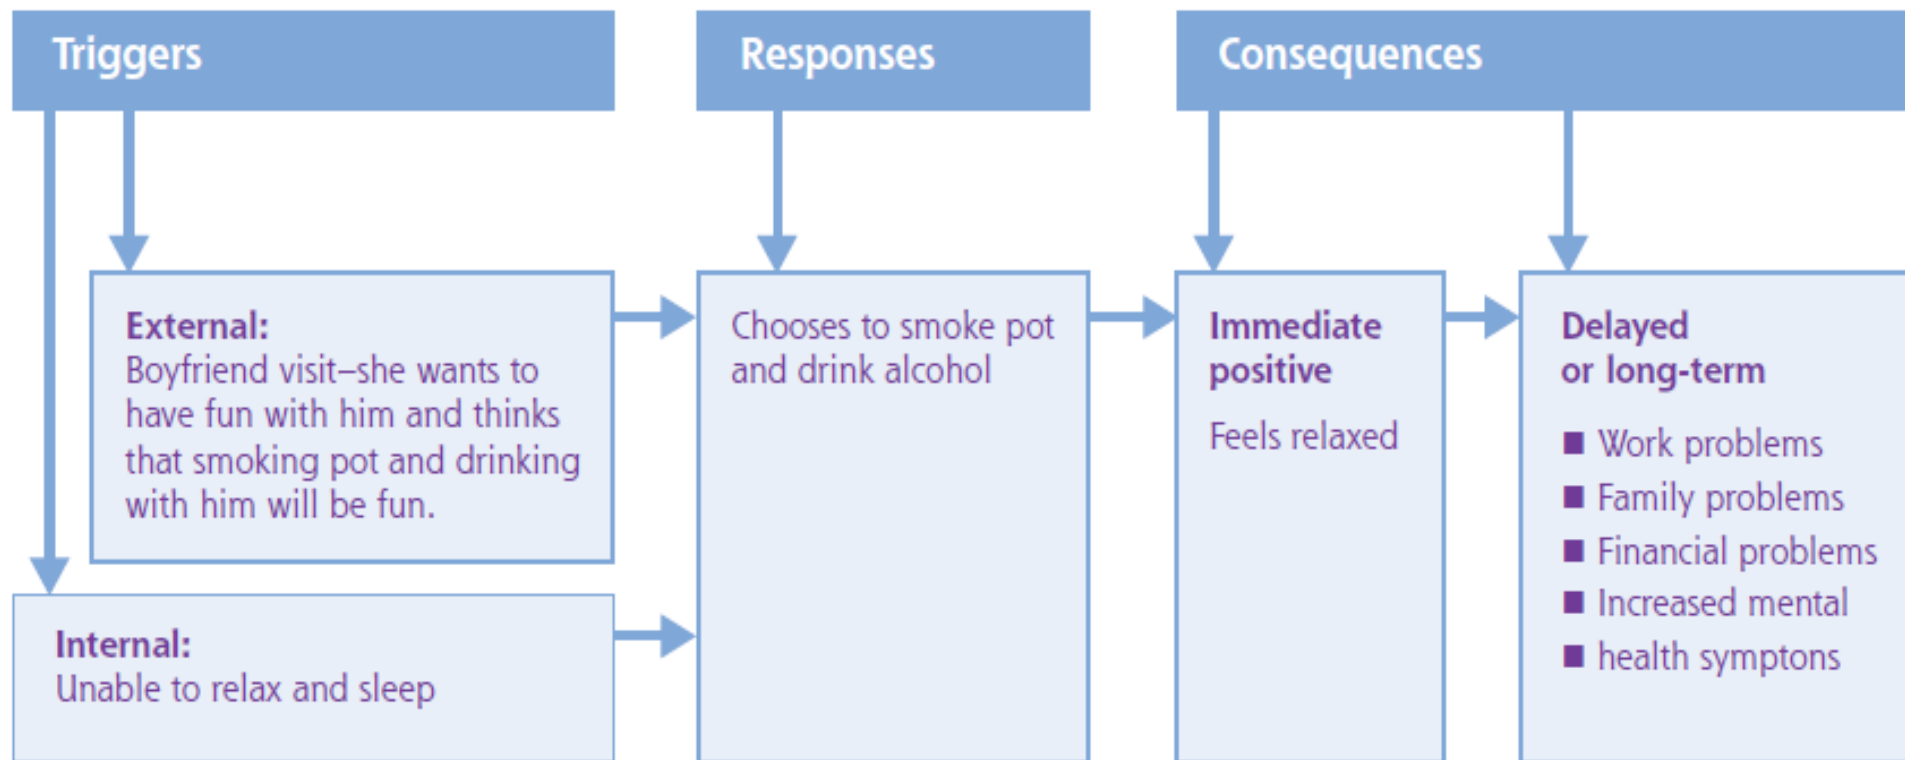 Triggers
Responses
Consequences
External:
Boyfriend visit–she wants to
have fun with him and thinks
that smoking pot and drinking
with him will be fun.
Internal:
Unable to relax and sleep
Chooses to smoke pot
and drink alcohol
Immediate
positive
Feels relaxed
Delayed
or long-term
■ Work problems
■ Family problems
■ Financial problems
■ Increased mental
■ health symptons